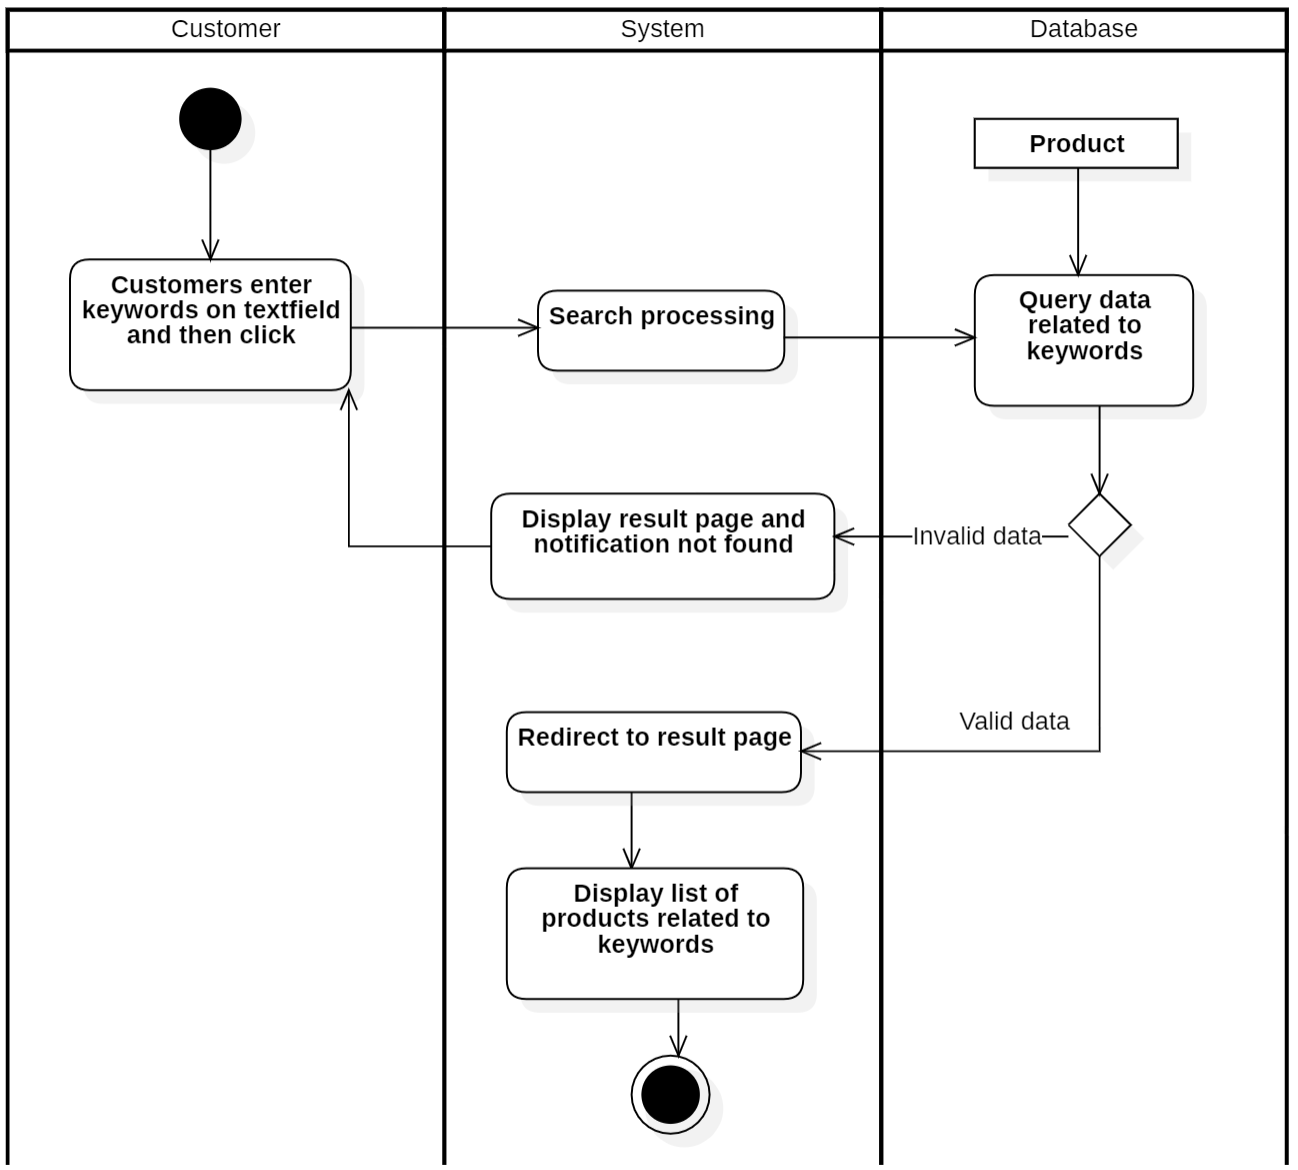 Customer
System
Database
Product
Customers enter
keywords on textfield
and then click
Search processing
Query data
related to
keywords
Display result page and
notification not found
Invalid data
Valid data
Redirect to result page
Display list of
products related to
keywords